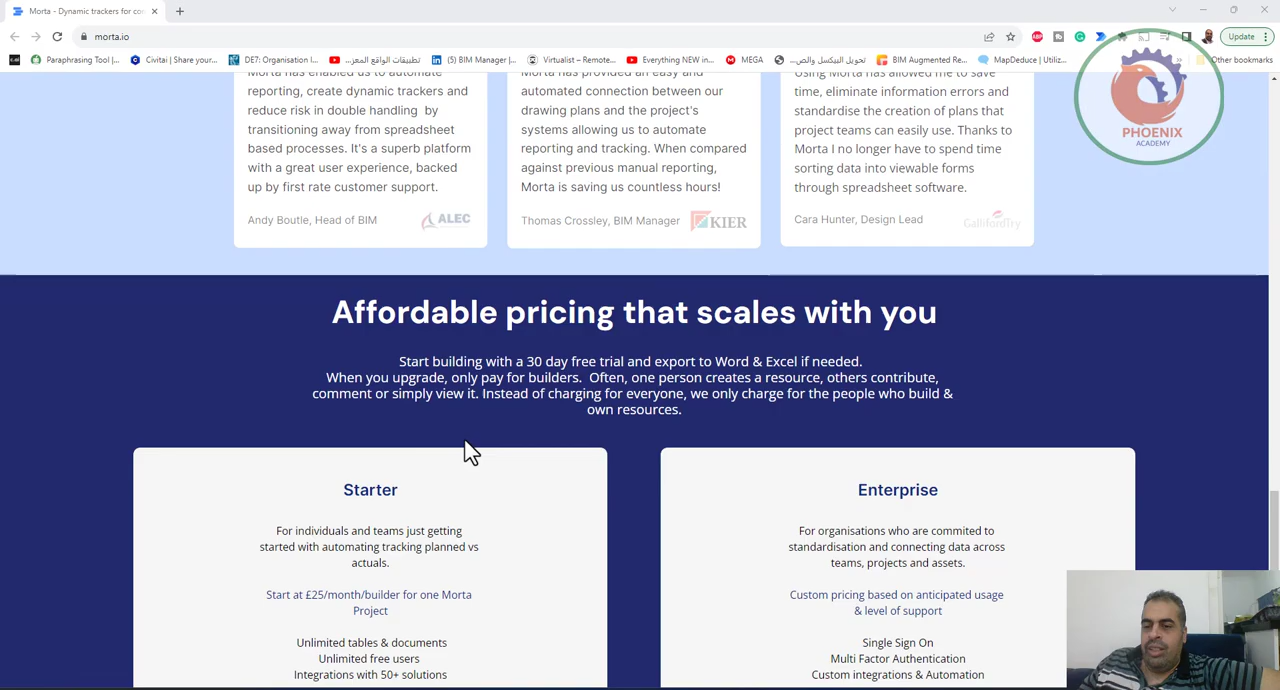 Morta - Dynamic trackers for con
morta.io
Update
Paraphrasing Tool |...
Civitai | Share your...
DE7: Organisation I...
تطبيقات الواقع المعز...
(5) BIM Manager |...
Virtualist – Remote...
Everything NEW in...
MEGA
تحويل البيكسل والص...
BIM Augmented Re...
MapDeduce | Utiliz...
Other bookmarks
PHOENIX
ACADEMY
Morta has enabled us to automate
reporting, create dynamic trackers and
reduce risk in double handling by
transitioning away from spreadsheet
based processes. It's a superb platform
with a great user experience, backed
up by first rate customer support.
Andy Boutle, Head of BIM
ALEC
Morta has provided an easy and
automated connection between our
drawing plans and the project's
systems allowing us to automate
reporting and tracking. When compared
against previous manual reporting,
Morta is saving us countless hours!
Thomas Crossley, BIM Manager
KIER
Using Morta has allowed me to save
time, eliminate information errors and
standardise the creation of plans that
project teams can easily use. Thanks to
Morta I no longer have to spend time
sorting data into viewable forms
through spreadsheet software.
Cara Hunter, Design Lead
GallifordTry
Affordable pricing that scales with you
Start building with a 30 day free trial and export to Word & Excel if needed.
When you upgrade, only pay for builders. Often, one person creates a resource, others contribute,
comment or simply view it. Instead of charging for everyone, we only charge for the people who build &
own resources.
Starter
For individuals and teams just getting
started with automating tracking planned vs
actuals.
Start at £25/month/builder for one Morta
Project
Unlimited tables & documents
Unlimited free users
Integrations with 50+ solutions
Enterprise
For organisations who are commited to
standardisation and connecting data across
teams, projects and assets.
Custom pricing based on anticipated usage
& level of support
Single Sign On
Multi Factor Authentication
Custom integrations & Automation